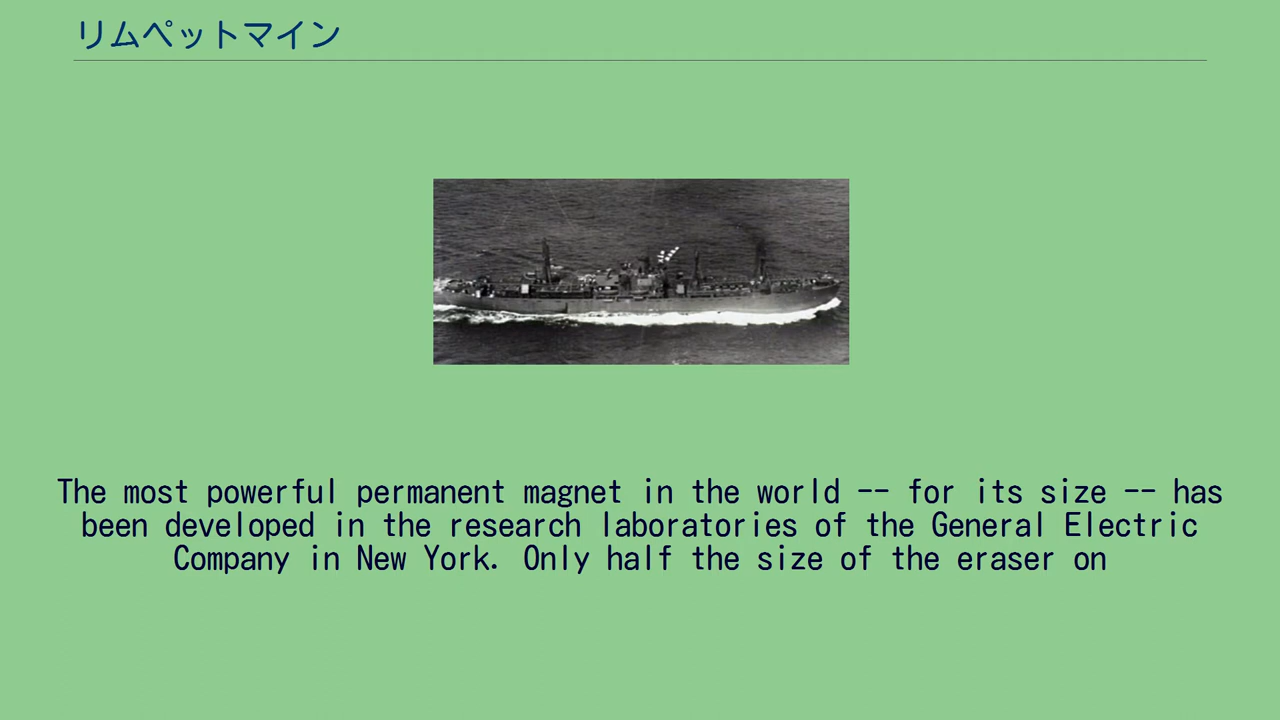 リムペットマイン
The most powerful permanent magnet in the world -- for its size -- has
been developed in the research laboratories of the General Electric
Company in New York. Only half the size of the eraser on